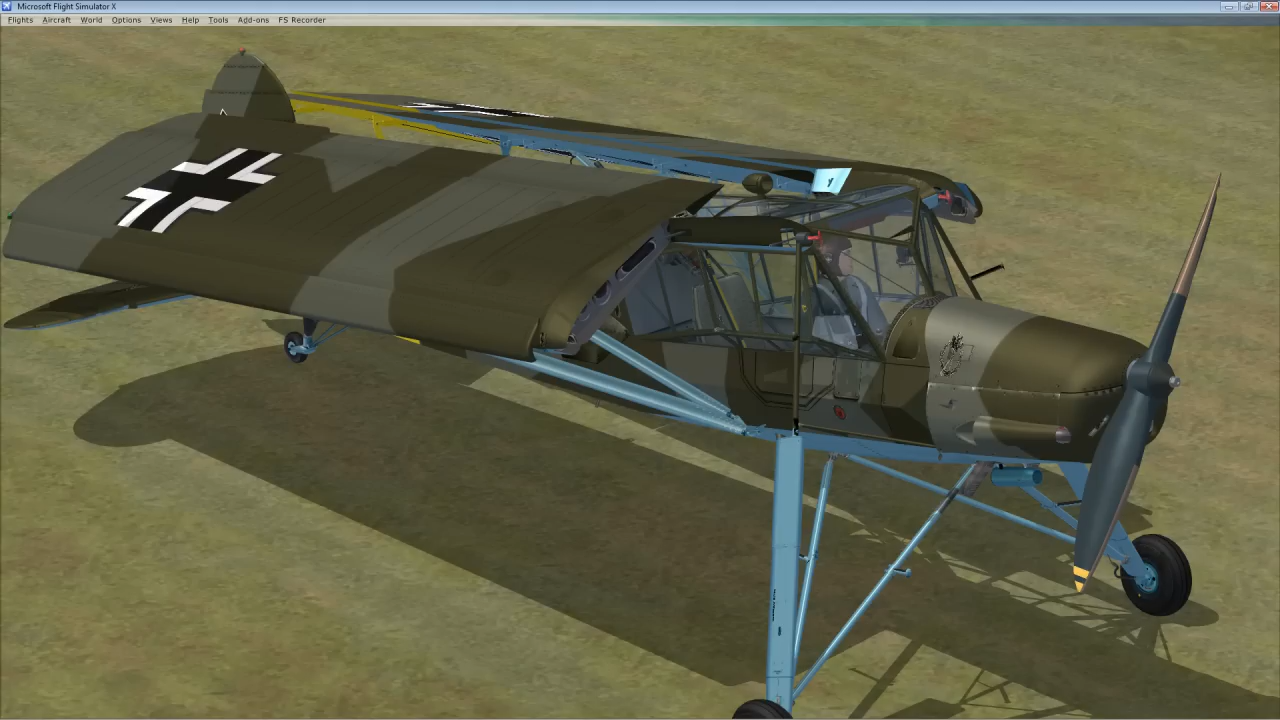 Microsoft Flight Simulator X
Flights Aircraft World Options Views Help Tools Add-ons FS Recorder